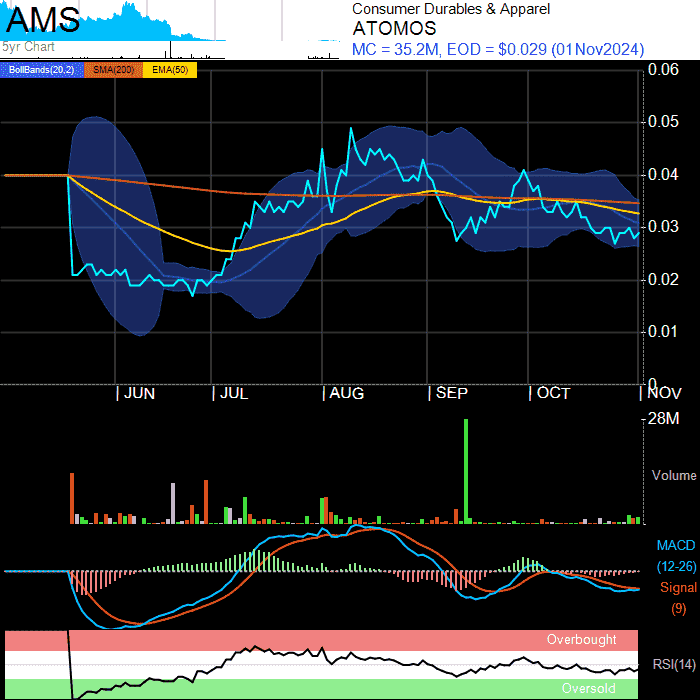 AMS
5yr Chart
Consumer Durables & Apparel
ATOMOS
MC = 35.2M, EOD = $0.029 (01Nov2024)
BollBands(20,2) SMA(200) EMA(50)
0.06
0.05
0.04
0.03
0.02
0.01
0
| JUN | JUL | AUG | SEP | OCT | NOV
28M
Volume
MACD
(12-26)
Signal
(9)
Overbought
RSI(14)
Oversold